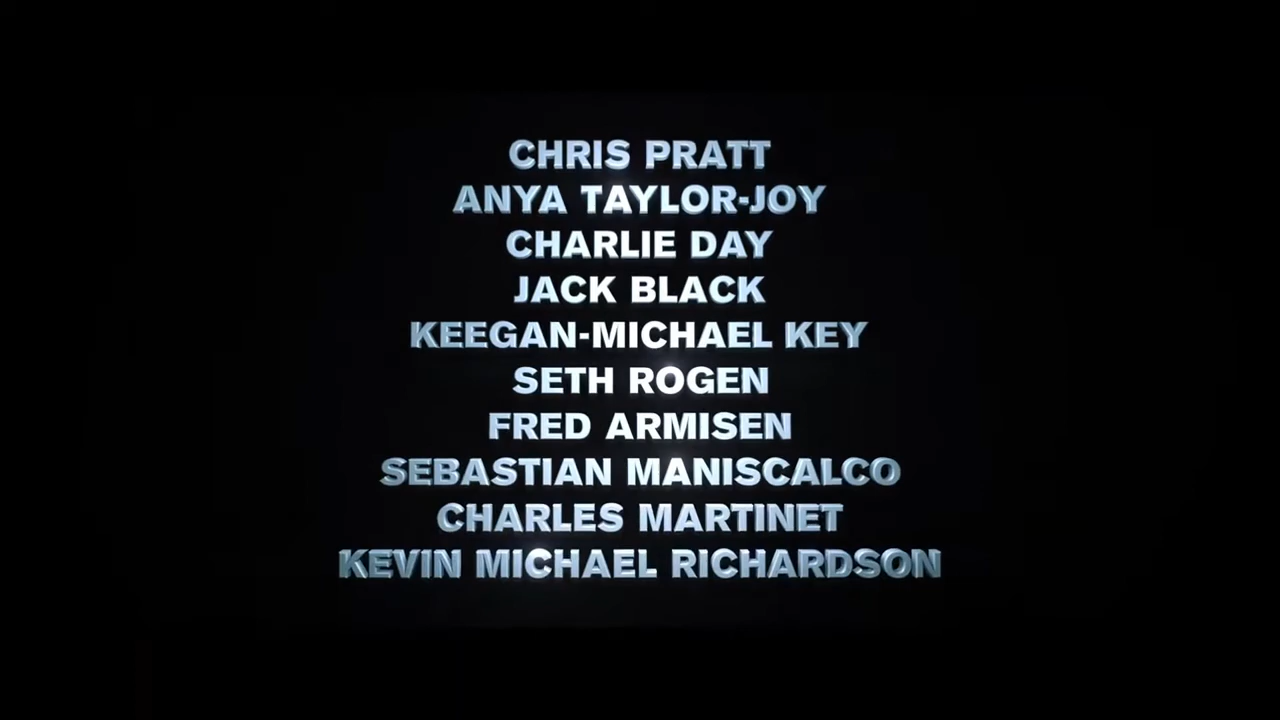 CHRIS PRATT
ANYA TAYLOR-JOY
CHARLIE DAY
JACK BLACK
KEEGAN-MICHAEL KEY
SETH ROGEN
FRED ARMISEN
SEBASTIAN MANISCALCO
CHARLES MARTINET
KEVIN MICHAEL RICHARDSON